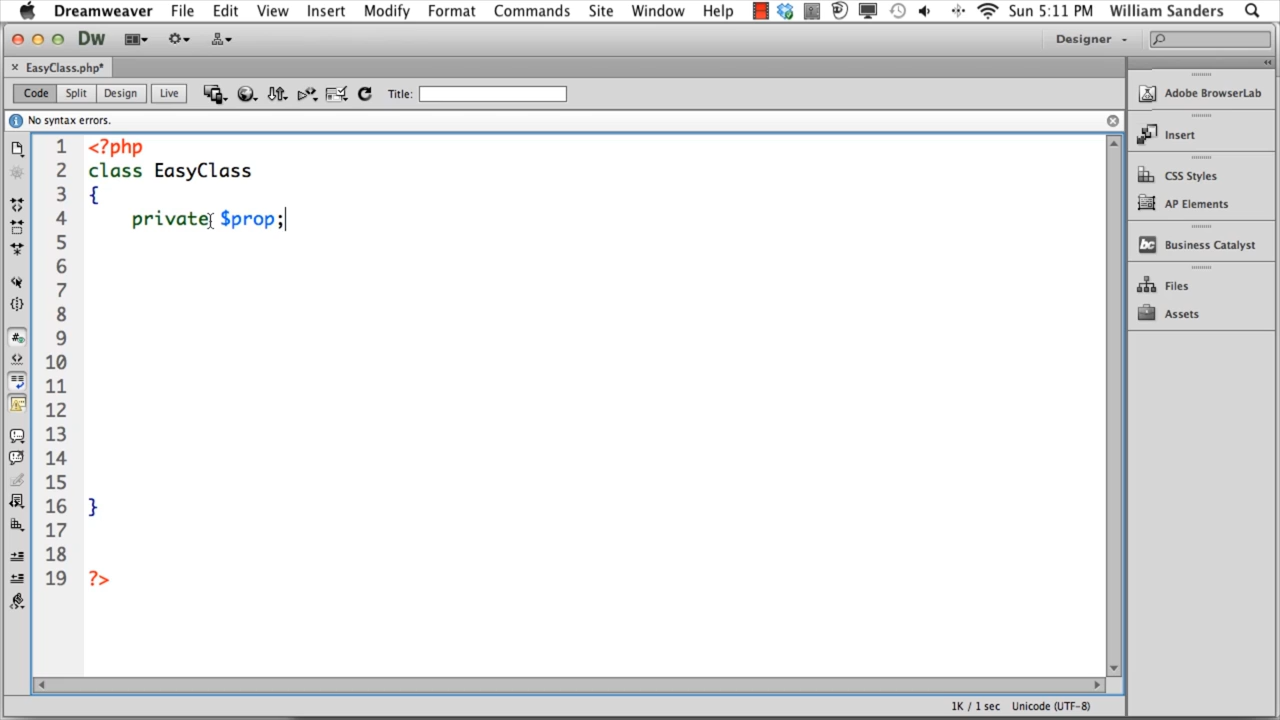 Dreamweaver File Edit View Insert Modify Format Commands Site Window Help Sun 5:11 PM William Sanders
Dw Designer
EasyClass.php*
Code Split Design Live Title:
No syntax errors.
1 <?php
2 class EasyClass
3 {
4 private $prop;
5
6
7
8
9
10
11
12
13
14
15
16 }
17
18
19 ?>
Adobe BrowserLab
Insert
CSS Styles
AP Elements
bc Business Catalyst
Files
Assets
1K / 1 sec Unicode (UTF-8)